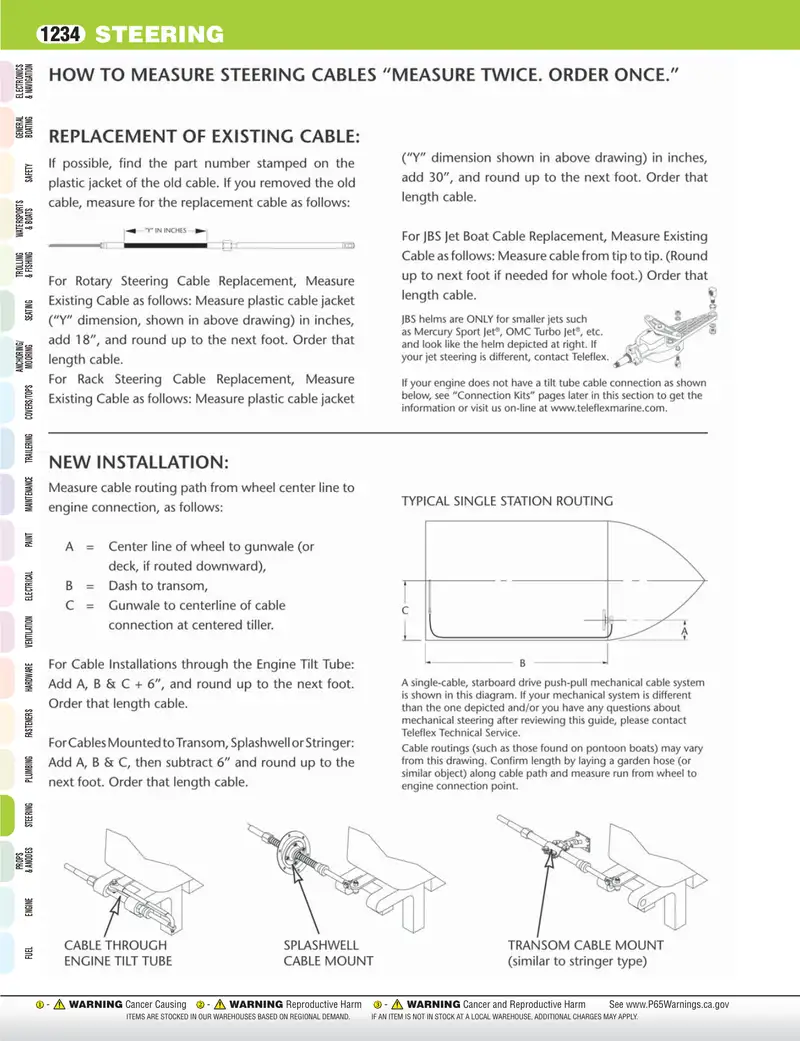 1234 STEERING
HOW TO MEASURE STEERING CABLES “MEASURE TWICE. ORDER ONCE.”
ELECTRONICS
& NAVIGATION
GENERAL
BOATING
SAFETY
WATERSPORTS
& BOATS
TROLLING
& FISHING
SEATING
ANCHORING/
MOORING
COVERS/TOPS
TRAILERING
MAINTENANCE
PAINT
ELECTRICAL
VENTILATION
HARDWARE
FASTENERS
PLUMBING
STEERING
PROPS
& ANODES
ENGINE
FUEL
REPLACEMENT OF EXISTING CABLE:
If possible, find the part number stamped on the
plastic jacket of the old cable. If you removed the old
cable, measure for the replacement cable as follows:
“Y” IN INCHES
For Rotary Steering Cable Replacement, Measure
Existing Cable as follows: Measure plastic cable jacket
(“Y” dimension, shown in above drawing) in inches,
add 18”, and round up to the next foot. Order that
length cable.
For Rack Steering Cable Replacement, Measure
Existing Cable as follows: Measure plastic cable jacket
(“Y” dimension shown in above drawing) in inches,
add 30”, and round up to the next foot. Order that
length cable.
For JBS Jet Boat Cable Replacement, Measure Existing
Cable as follows: Measure cable from tip to tip. (Round
up to next foot if needed for whole foot.) Order that
length cable.
JBS helms are ONLY for smaller jets such
as Mercury Sport Jet®, OMC Turbo Jet®, etc.
and look like the helm depicted at right. If
your jet steering is different, contact Teleflex.
If your engine does not have a tilt tube cable connection as shown
below, see “Connection Kits” pages later in this section to get the
information or visit us on-line at www.teleflexmarine.com.
NEW INSTALLATION:
Measure cable routing path from wheel center line to
engine connection, as follows:
A = Center line of wheel to gunwale (or
deck, if routed downward),
B = Dash to transom,
C = Gunwale to centerline of cable
connection at centered tiller.
For Cable Installations through the Engine Tilt Tube:
Add A, B & C + 6”, and round up to the next foot.
Order that length cable.
For Cables Mounted to Transom, Splashwell or Stringer:
Add A, B & C, then subtract 6” and round up to the
next foot. Order that length cable.
TYPICAL SINGLE STATION ROUTING
C
A
B
A single-cable, starboard drive push-pull mechanical cable system
is shown in this diagram. If your mechanical system is different
than the one depicted and/or you have any questions about
mechanical steering after reviewing this guide, please contact
Teleflex Technical Service.
Cable routings (such as those found on pontoon boats) may vary
from this drawing. Confirm length by laying a garden hose (or
similar object) along cable path and measure run from wheel to
engine connection point.
CABLE THROUGH
ENGINE TILT TUBE
SPLASHWELL
CABLE MOUNT
TRANSOM CABLE MOUNT
(similar to stringer type)
1 - ! WARNING Cancer Causing 2 - ! WARNING Reproductive Harm 3 - ! WARNING Cancer and Reproductive Harm See www.P65Warnings.ca.gov
ITEMS ARE STOCKED IN OUR WAREHOUSES BASED ON REGIONAL DEMAND. IF AN ITEM IS NOT IN STOCK AT A LOCAL WAREHOUSE, ADDITIONAL CHARGES MAY APPLY.